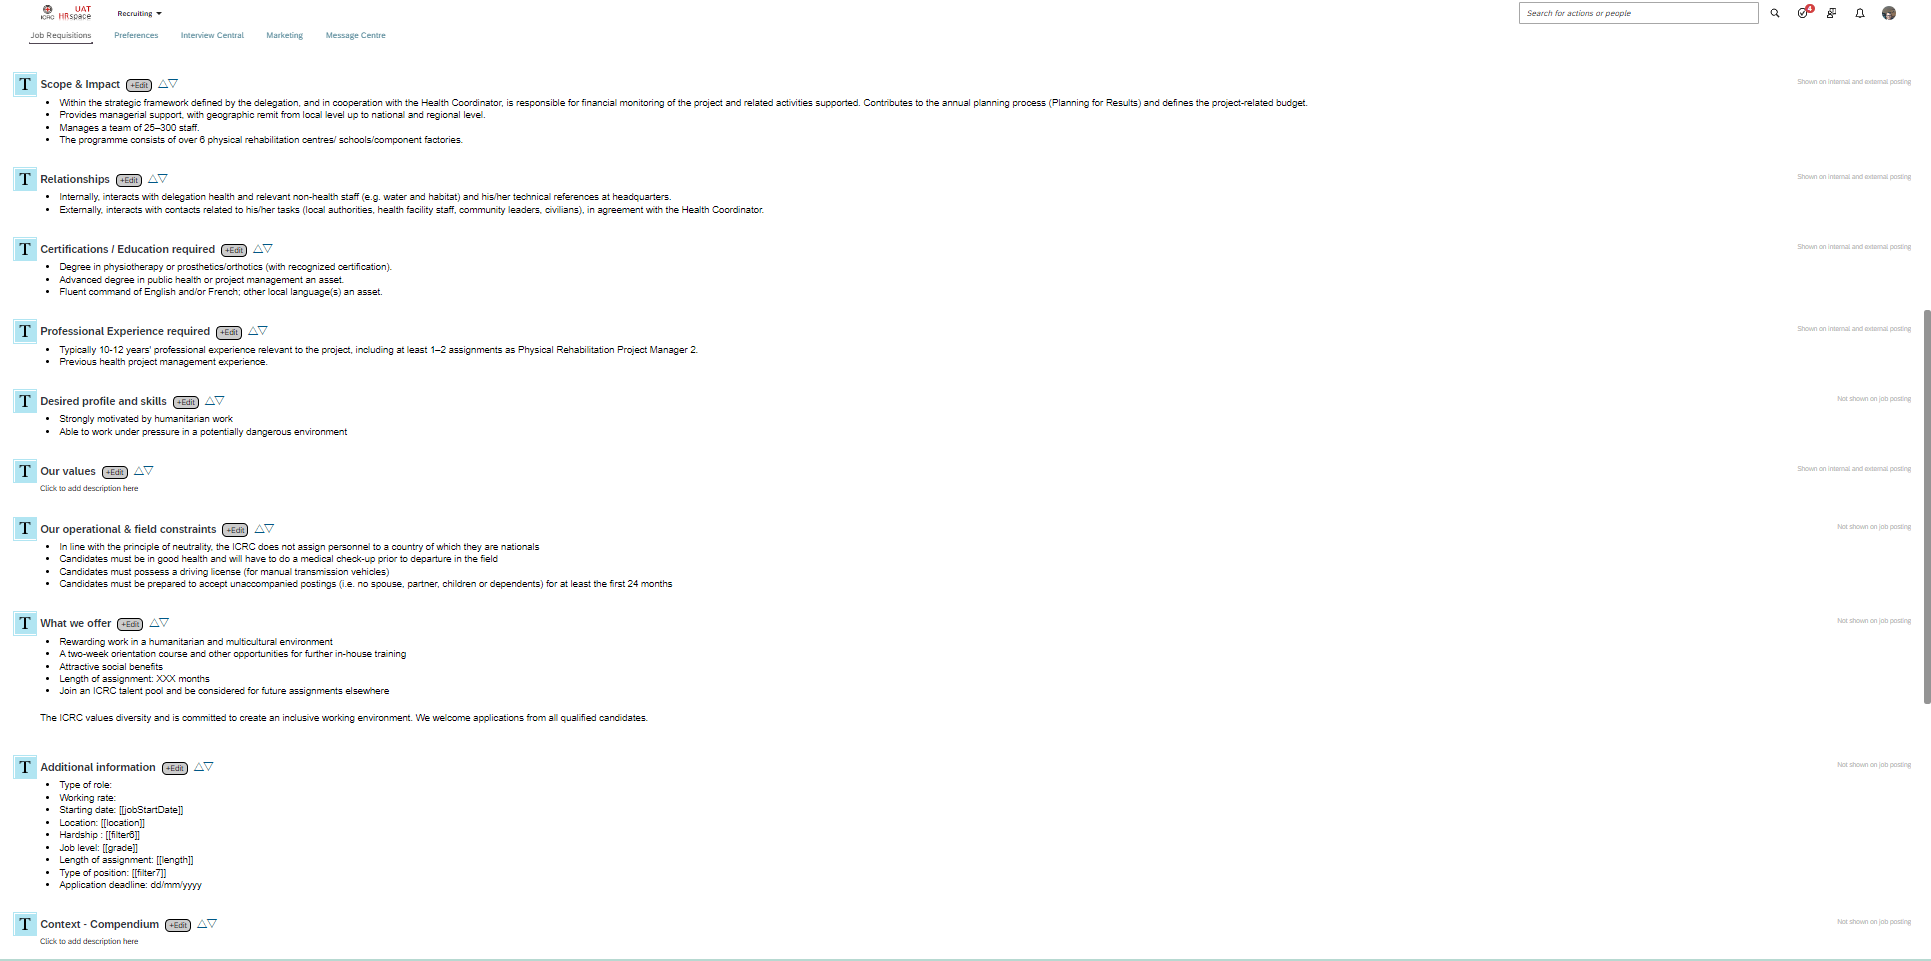 ICRC UAT HRspace
Recruiting
Search for actions or people
4
Job Requisitions Preferences Interview Central Marketing Message Centre
T Scope & Impact +Edit Shown on internal and external posting
• Within the strategic framework defined by the delegation, and in cooperation with the Health Coordinator, is responsible for financial monitoring of the project and related activities supported. Contributes to the annual planning process (Planning for Results) and defines the project-related budget.
• Provides managerial support, with geographic remit from local level up to national and regional level.
• Manages a team of 25–300 staff.
• The programme consists of over 6 physical rehabilitation centres/ schools/component factories.
T Relationships +Edit Shown on internal and external posting
• Internally, interacts with delegation health and relevant non-health staff (e.g. water and habitat) and his/her technical references at headquarters.
• Externally, interacts with contacts related to his/her tasks (local authorities, health facility staff, community leaders, civilians), in agreement with the Health Coordinator.
T Certifications / Education required +Edit Shown on internal and external posting
• Degree in physiotherapy or prosthetics/orthotics (with recognized certification).
• Advanced degree in public health or project management an asset.
• Fluent command of English and/or French; other local language(s) an asset.
T Professional Experience required +Edit Shown on internal and external posting
• Typically 10-12 years' professional experience relevant to the project, including at least 1–2 assignments as Physical Rehabilitation Project Manager 2.
• Previous health project management experience.
T Desired profile and skills +Edit Not shown on job posting
• Strongly motivated by humanitarian work
• Able to work under pressure in a potentially dangerous environment
T Our values +Edit Shown on internal and external posting
Click to add description here
T Our operational & field constraints +Edit Not shown on job posting
• In line with the principle of neutrality, the ICRC does not assign personnel to a country of which they are nationals
• Candidates must be in good health and will have to do a medical check-up prior to departure in the field
• Candidates must possess a driving license (for manual transmission vehicles)
• Candidates must be prepared to accept unaccompanied postings (i.e. no spouse, partner, children or dependents) for at least the first 24 months
T What we offer +Edit Not shown on job posting
• Rewarding work in a humanitarian and multicultural environment
• A two-week orientation course and other opportunities for further in-house training
• Attractive social benefits
• Length of assignment: XXX months
• Join an ICRC talent pool and be considered for future assignments elsewhere
The ICRC values diversity and is committed to create an inclusive working environment. We welcome applications from all qualified candidates.
T Additional information +Edit Not shown on job posting
• Type of role:
• Working rate:
• Starting date: [[jobStartDate]]
• Location: [[location]]
• Hardship : [[filter6]]
• Job level: [[grade]]
• Length of assignment: [[length]]
• Type of position: [[filter7]]
• Application deadline: dd/mm/yyyy
T Context - Compendium +Edit Not shown on job posting
Click to add description here